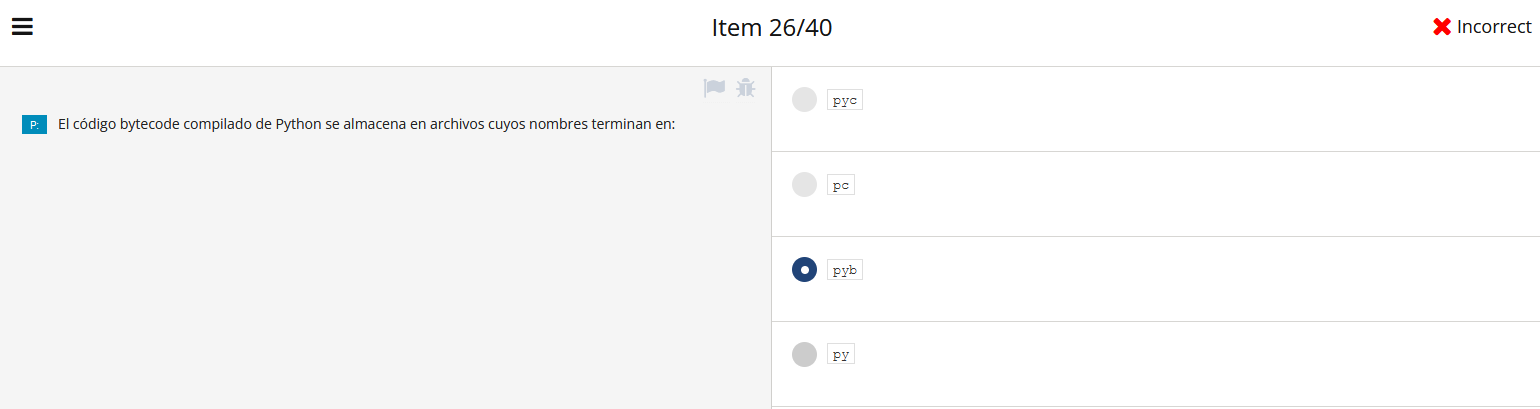 Item 26/40
Incorrect
P: El código bytecode compilado de Python se almacena en archivos cuyos nombres terminan en:
pyc
pc
pyb
py